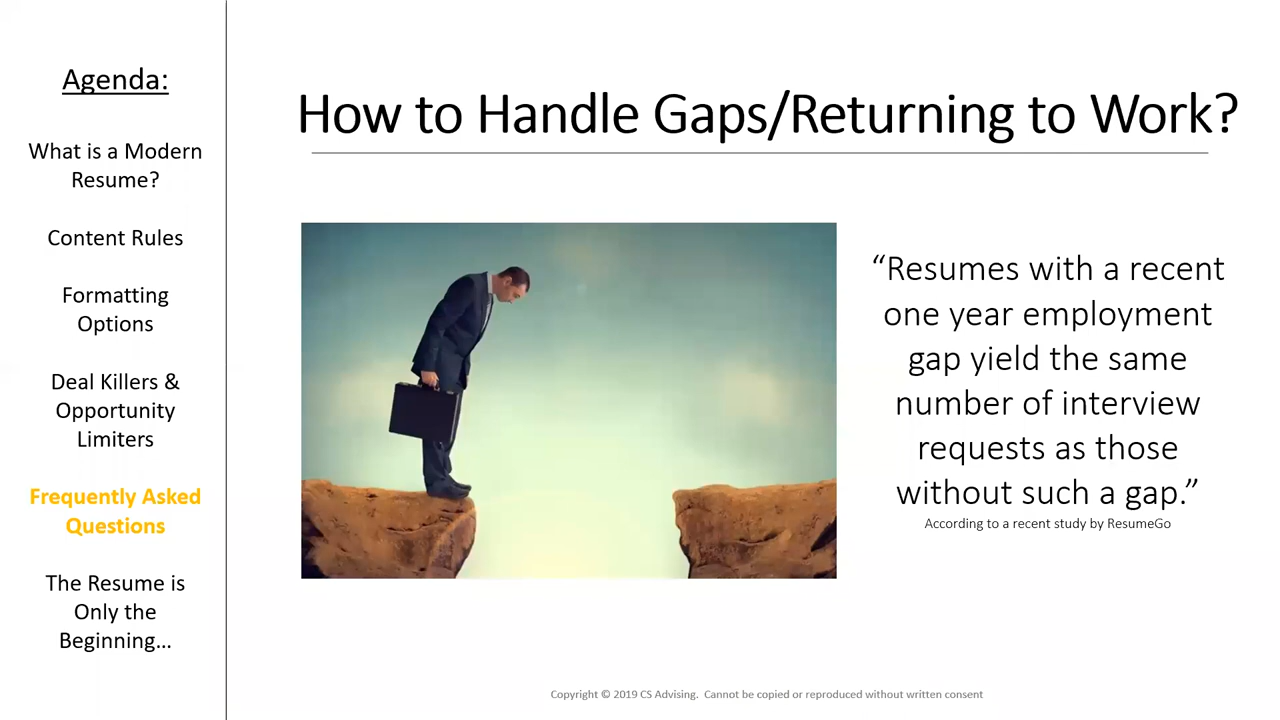 Agenda:
What is a Modern
Resume?
Content Rules
Formatting
Options
Deal Killers &
Opportunity
Limiters
Frequently Asked
Questions
The Resume is
Only the
Beginning…
How to Handle Gaps/Returning to Work?
“Resumes with a recent
one year employment
gap yield the same
number of interview
requests as those
without such a gap.”
According to a recent study by ResumeGo
Copyright © 2019 CS Advising. Cannot be copied or reproduced without written consent